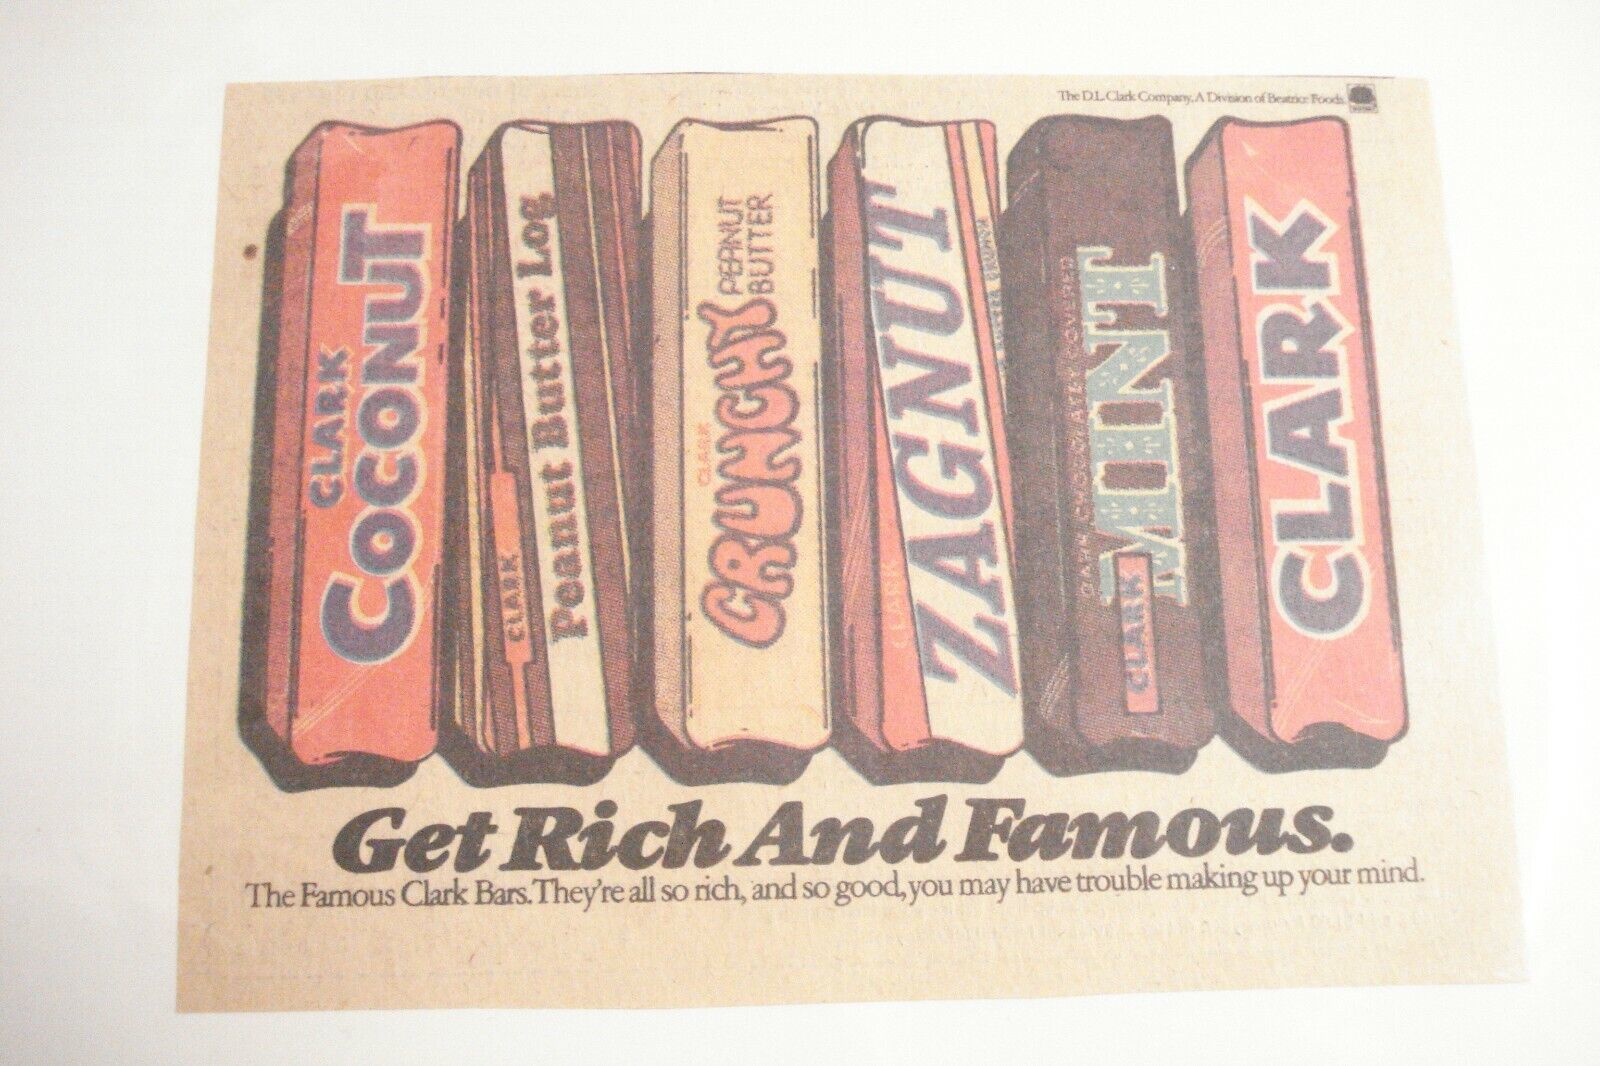 The D.L. Clark Company, A Division of Beatrice Foods.
CLARK
COCONUT
CLARK
Peanut Butter Log
CLARK
CRUNCHY
PEANUT
BUTTER
CLARK
ZAGNUT
MINT
CLARK
CLARK
Get Rich And Famous.
The Famous Clark Bars. They're all so rich, and so good, you may have trouble making up your mind.